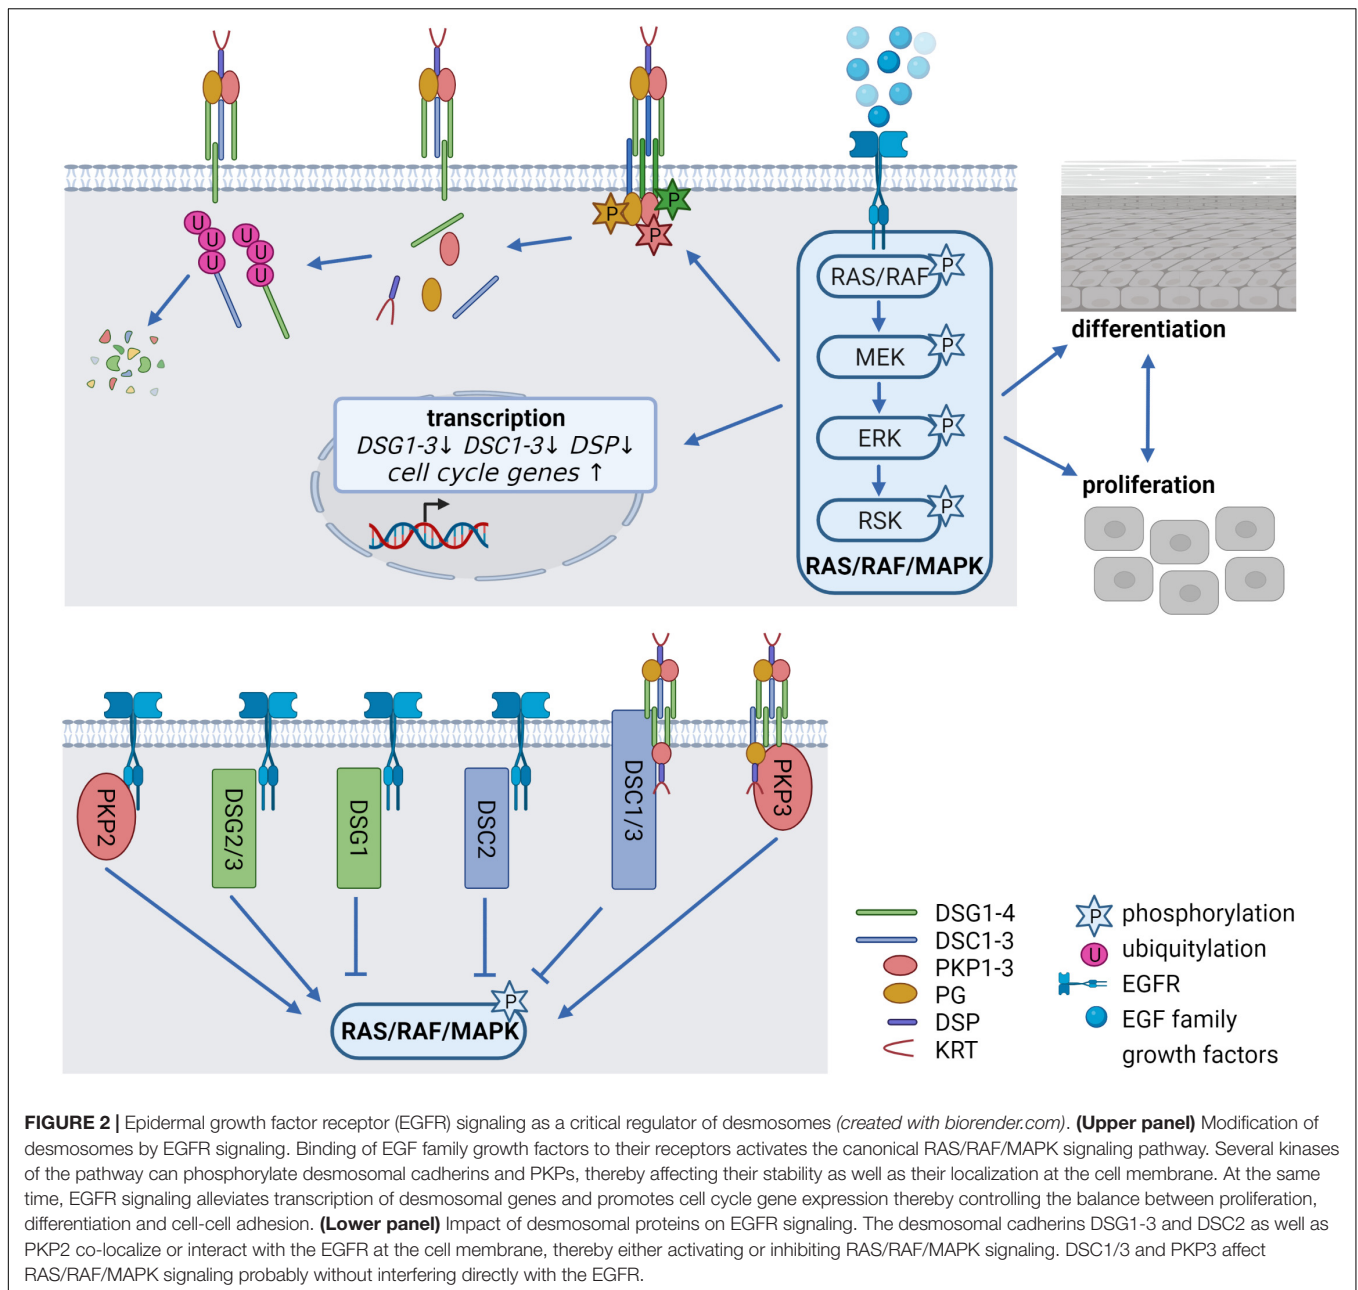 P
P
P
U
U
U
U
U
U
RAS/RAF
P
MEK
P
ERK
P
RSK
P
RAS/RAF/MAPK
differentiation
proliferation
transcription
DSG1-3↓ DSC1-3↓ DSP↓
cell cycle genes ↑
PKP2
DSG2/3
DSG1
DSC2
DSC1/3
PKP3
P
RAS/RAF/MAPK
DSG1-4
DSC1-3
PKP1-3
PG
DSP
KRT
P phosphorylation
U ubiquitylation
EGFR
EGF family
growth factors
FIGURE 2 | Epidermal growth factor receptor (EGFR) signaling as a critical regulator of desmosomes (created with biorender.com). (Upper panel) Modification of
desmosomes by EGFR signaling. Binding of EGF family growth factors to their receptors activates the canonical RAS/RAF/MAPK signaling pathway. Several kinases
of the pathway can phosphorylate desmosomal cadherins and PKPs, thereby affecting their stability as well as their localization at the cell membrane. At the same
time, EGFR signaling alleviates transcription of desmosomal genes and promotes cell cycle gene expression thereby controlling the balance between proliferation,
differentiation and cell-cell adhesion. (Lower panel) Impact of desmosomal proteins on EGFR signaling. The desmosomal cadherins DSG1-3 and DSC2 as well as
PKP2 co-localize or interact with the EGFR at the cell membrane, thereby either activating or inhibiting RAS/RAF/MAPK signaling. DSC1/3 and PKP3 affect
RAS/RAF/MAPK signaling probably without interfering directly with the EGFR.